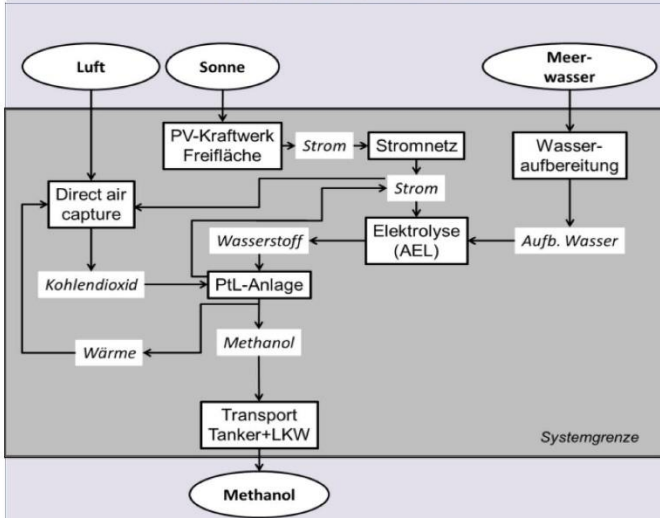 Luft
Sonne
Meer-
wasser
PV-Kraftwerk
Freifläche
Strom
Stromnetz
Wasser-
aufbereitung
Direct air
capture
Strom
Wasserstoff
Elektrolyse
(AEL)
Aufb. Wasser
Kohlendioxid
PtL-Anlage
Wärme
Methanol
Transport
Tanker+LKW
Systemgrenze
Methanol